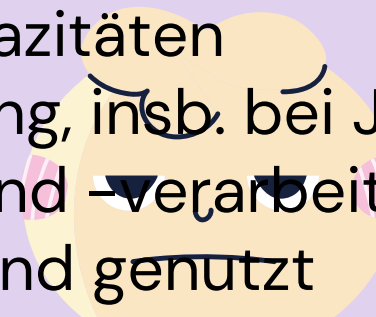 azitäten
ng, insb. bei J
nd –verarbeit
nd genutzt